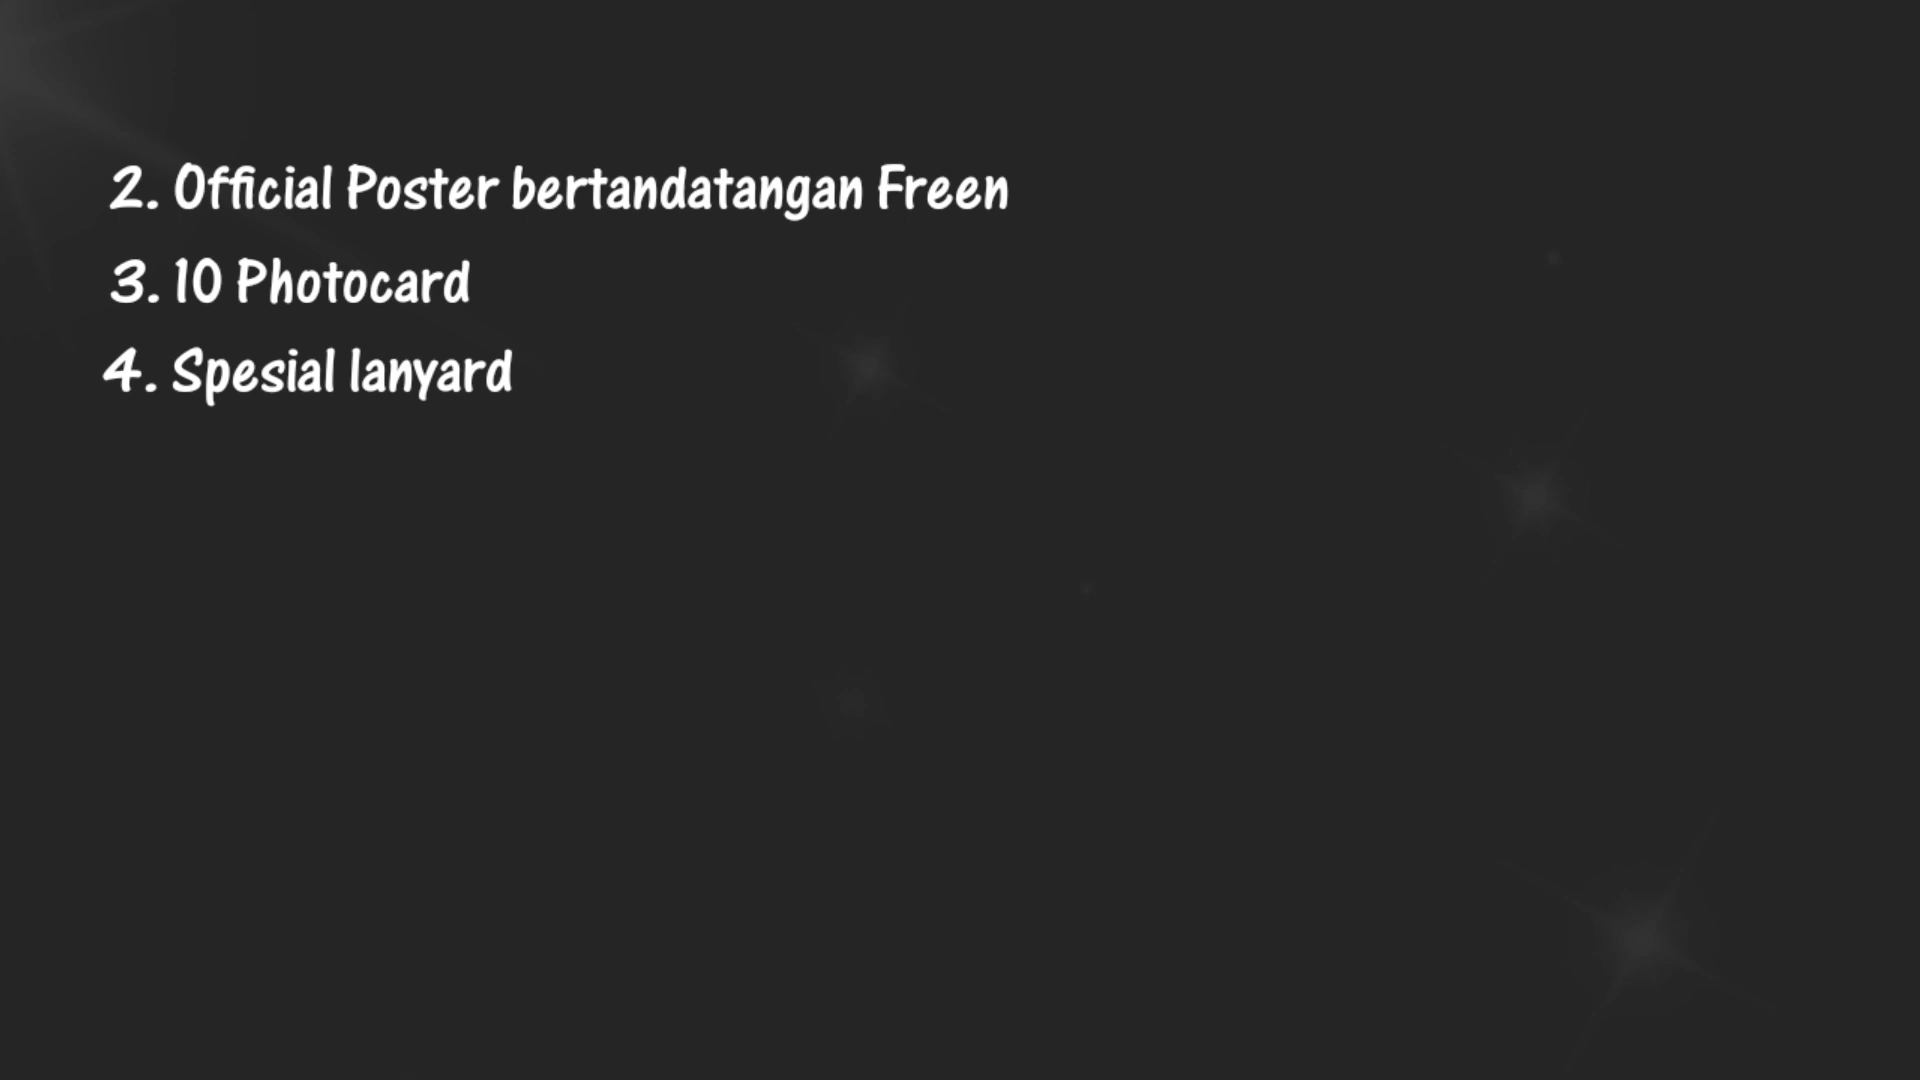 2. Official Poster bertandatangan Freen
3. 10 Photocard
4. Spesial lanyard